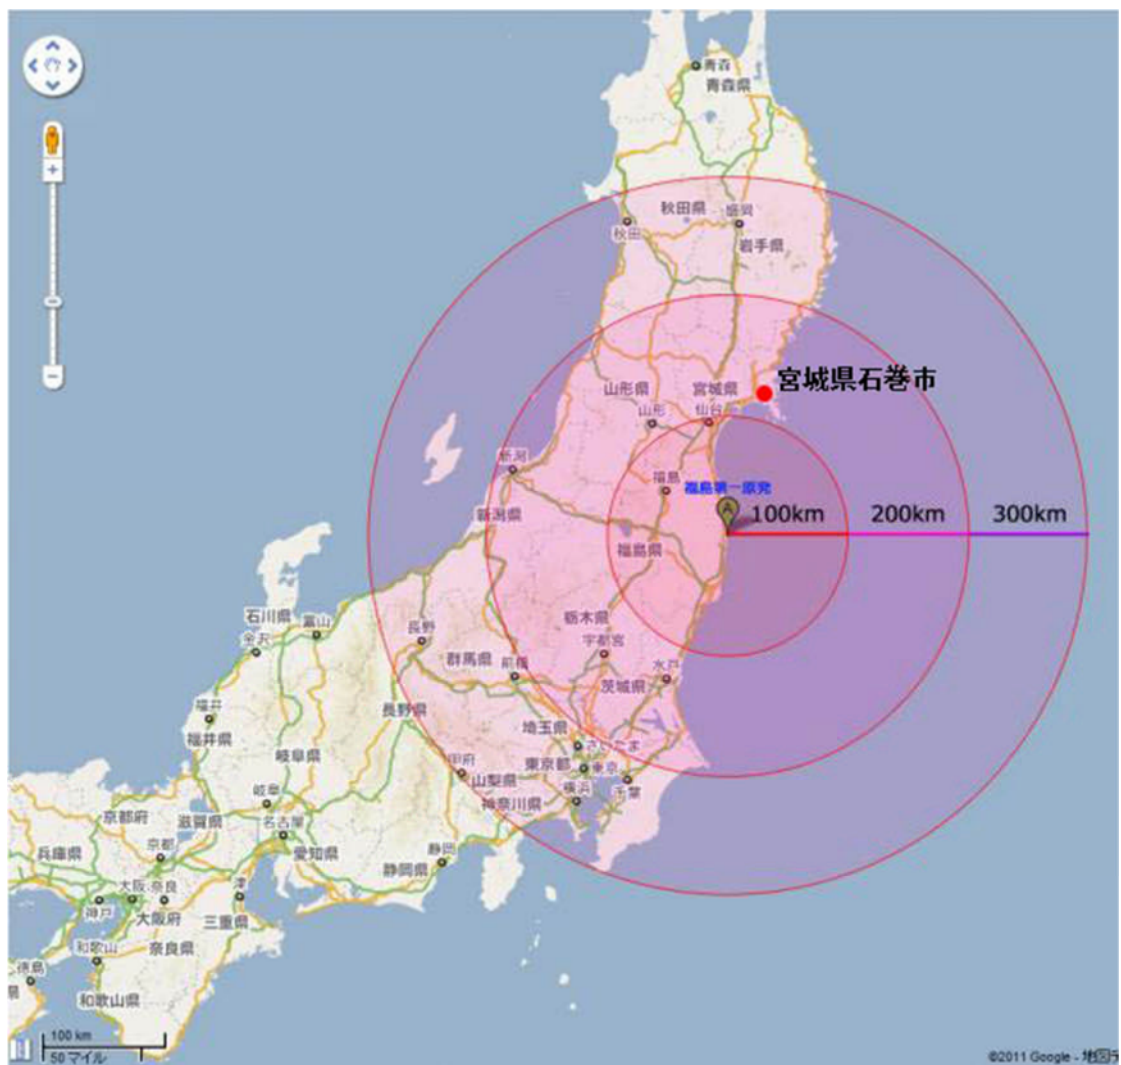 青森
青森県
秋田県
盛岡
秋田
岩手県
宮城県石巻市
山形県
宮城県
山形
仙台
新潟
福島
福島第一原発
A
100km
200km
300km
新潟県
福島県
石川県
富山
栃木県
長野
金沢
宇都宮
群馬県
前橋
水戸
茨城県
福井
長野県
福井県
埼玉県
さいたま
岐阜県
甲府
東京都
東京
山梨県
岐阜
横浜
千葉
神奈川県
京都府
滋賀県
名古屋
京都
兵庫県
愛知県
静岡
静岡県
大阪
奈良
津
神戸
大阪府
三重県
和歌山
奈良県
徳島
県
和歌山県
100 km
50 マイル
©2011 Google - 地図デ